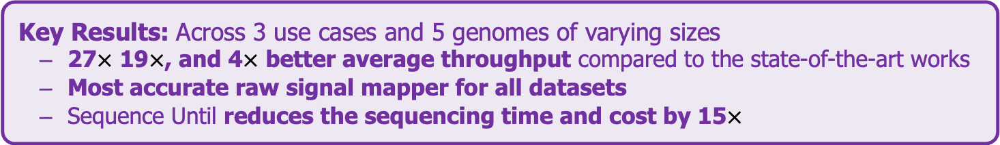 Key Results: Across 3 use cases and 5 genomes of varying sizes
– 27× 19×, and 4× better average throughput compared to the state-of-the-art works
– Most accurate raw signal mapper for all datasets
– Sequence Until reduces the sequencing time and cost by 15×